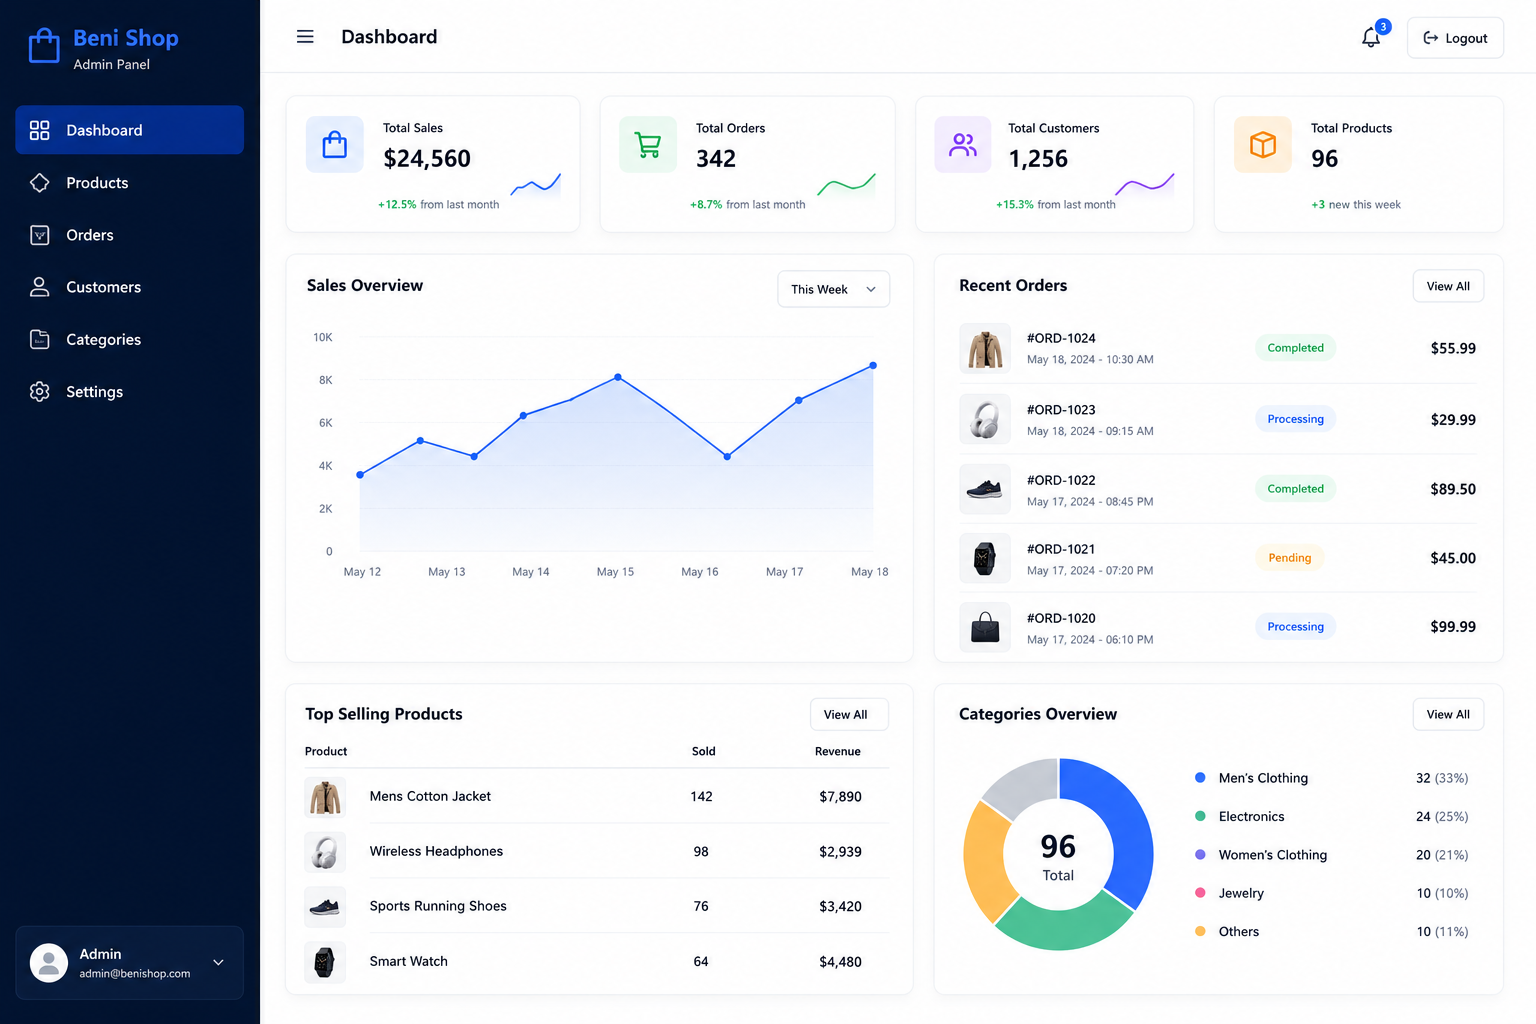 Beni Shop
Admin Panel
Dashboard
Products
Orders
Customers
Categories
Settings
Admin
admin@benishop.com
Dashboard
3
Logout
Total Sales
$24,560
+12.5% from last month
Total Orders
342
+8.7% from last month
Total Customers
1,256
+15.3% from last month
Total Products
96
+3 new this week
Sales Overview
This Week
10K
8K
6K
4K
2K
0
May 12 May 13 May 14 May 15 May 16 May 17 May 18
Recent Orders
View All
#ORD-1024
May 18, 2024 - 10:30 AM
Completed
$55.99
#ORD-1023
May 18, 2024 - 09:15 AM
Processing
$29.99
#ORD-1022
May 17, 2024 - 08:45 PM
Completed
$89.50
#ORD-1021
May 17, 2024 - 07:20 PM
Pending
$45.00
#ORD-1020
May 17, 2024 - 06:10 PM
Processing
$99.99
Top Selling Products
View All
Product Sold Revenue
Mens Cotton Jacket 142 $7,890
Wireless Headphones 98 $2,939
Sports Running Shoes 76 $3,420
Smart Watch 64 $4,480
Categories Overview
View All
96
Total
Men's Clothing 32 (33%)
Electronics 24 (25%)
Women's Clothing 20 (21%)
Jewelry 10 (10%)
Others 10 (11%)